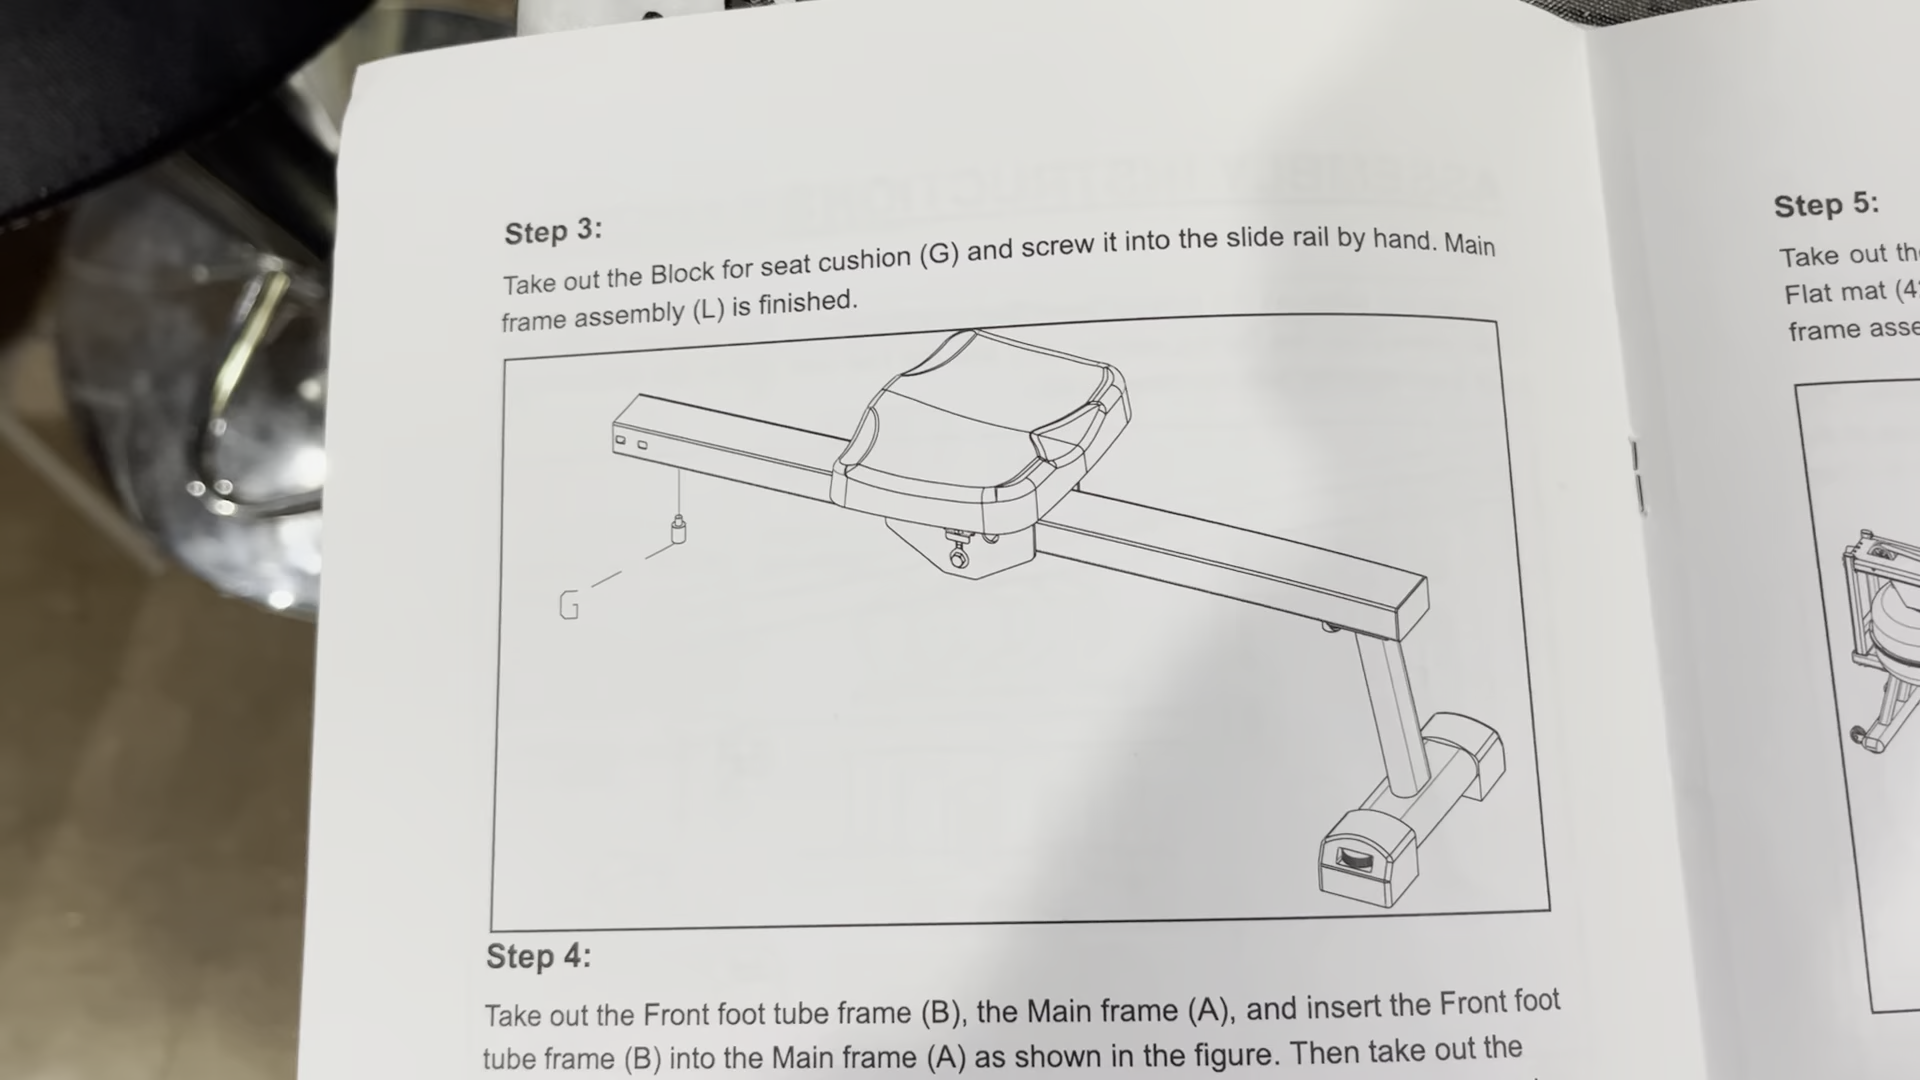 Step 3:
Take out the Block for seat cushion (G) and screw it into the slide rail by hand. Main
frame assembly (L) is finished.
G
Step 4:
Take out the Front foot tube frame (B), the Main frame (A), and insert the Front foot
tube frame (B) into the Main frame (A) as shown in the figure. Then take out the
Step 5:
Take out
Flat mat
frame